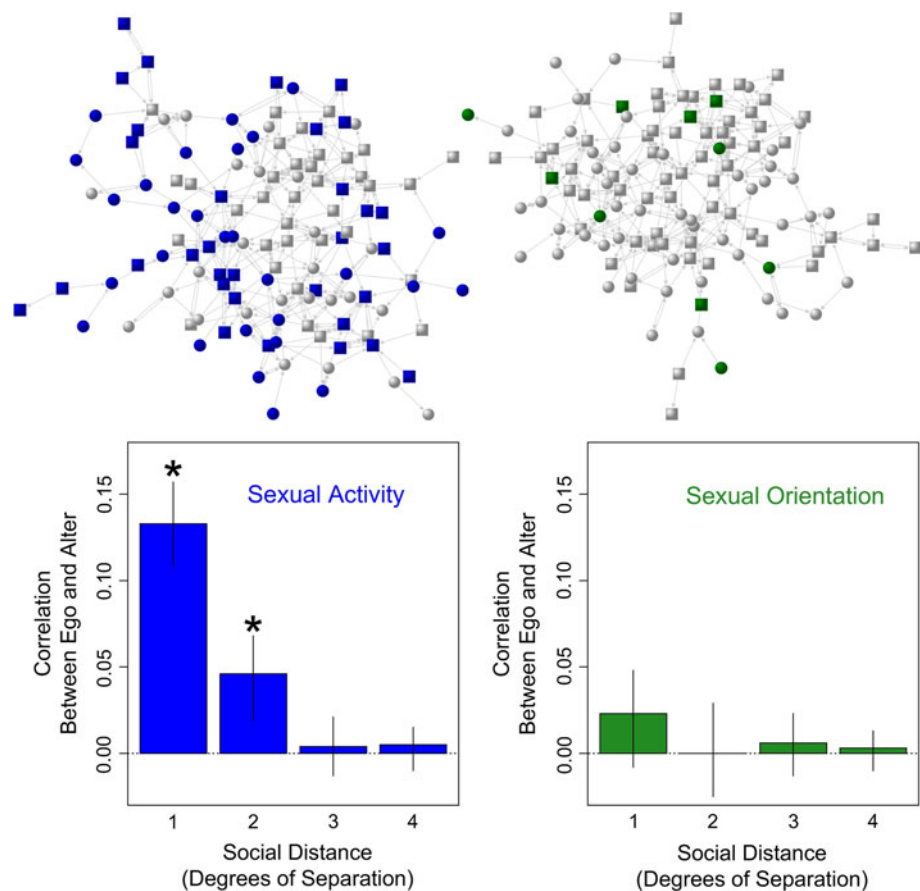 *
*
Sexual Activity
Correlation
Between Ego and Alter
0.00
0.05
0.10
0.15
1 2 3 4
Social Distance
(Degrees of Separation)
Sexual Orientation
Correlation
Between Ego and Alter
0.00
0.05
0.10
0.15
1 2 3 4
Social Distance
(Degrees of Separation)